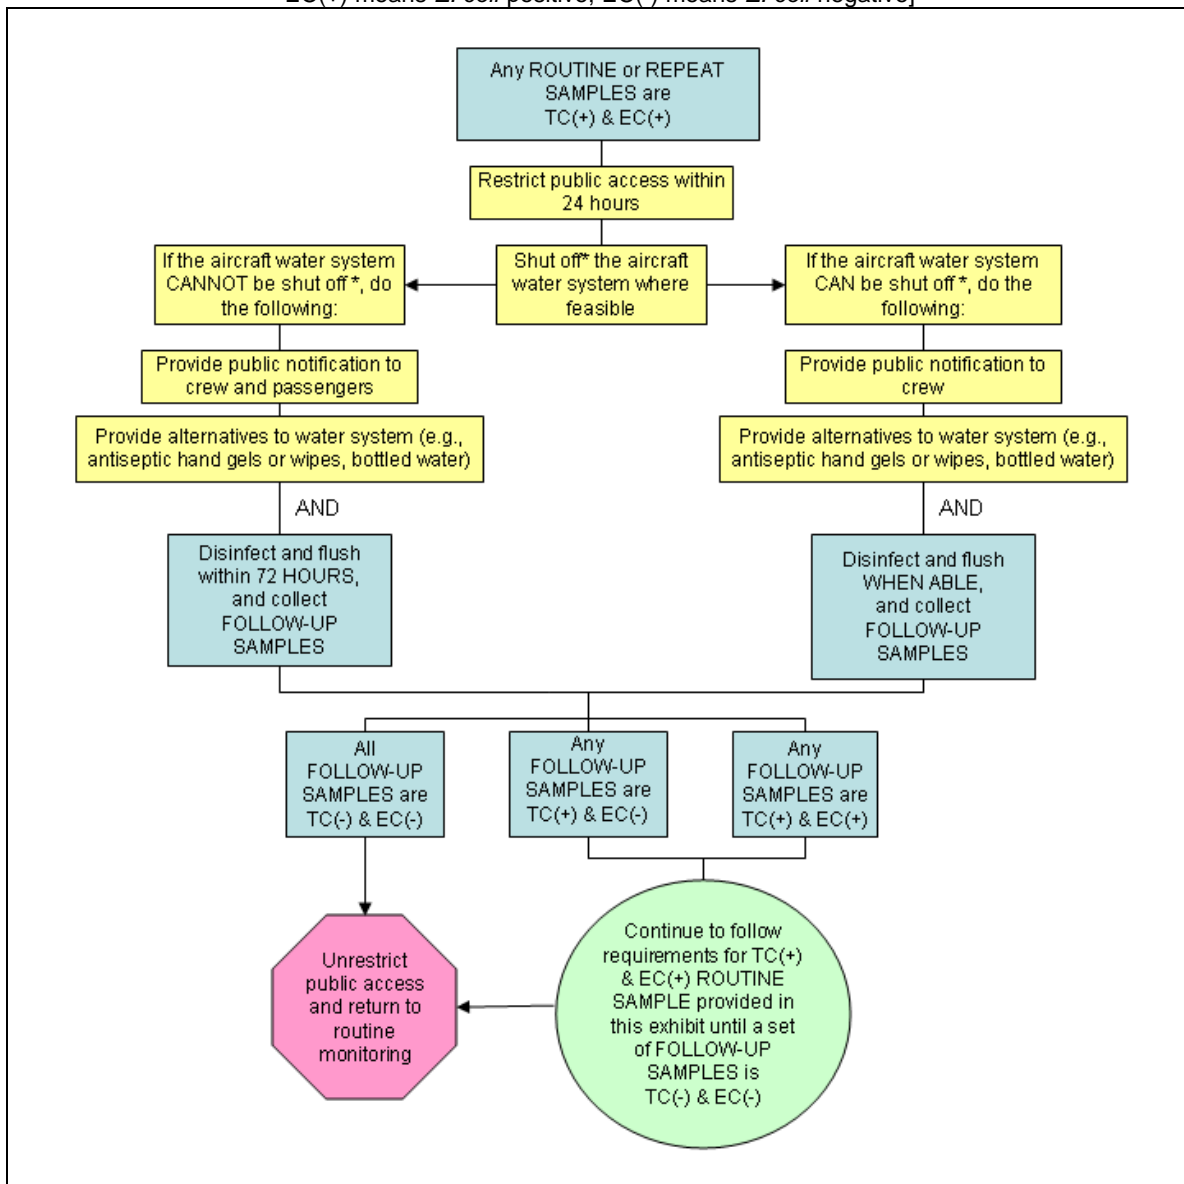 EC(+) means E. coli positive; EC(-) means E. coli negative]
Any ROUTINE or REPEAT
SAMPLES are
TC(+) & EC(+)
Restrict public access within
24 hours
If the aircraft water system
CANNOT be shut off *, do
the following:
Shut off* the aircraft
water system where
feasible
If the aircraft water system
CAN be shut off *, do the
following:
Provide public notification to
crew and passengers
Provide public notification to
crew
Provide alternatives to water system (e.g.,
antiseptic hand gels or wipes, bottled water)
Provide alternatives to water system (e.g.,
antiseptic hand gels or wipes, bottled water)
AND
AND
Disinfect and flush
within 72 HOURS,
and collect
FOLLOW-UP
SAMPLES
Disinfect and flush
WHEN ABLE,
and collect
FOLLOW-UP
SAMPLES
All
FOLLOW-UP
SAMPLES are
TC(-) & EC(-)
Any
FOLLOW-UP
SAMPLES are
TC(+) & EC(-)
Any
FOLLOW-UP
SAMPLES are
TC(+) & EC(+)
Unrestrict
public access
and return to
routine
monitoring
Continue to follow
requirements for TC(+)
& EC(+) ROUTINE
SAMPLE provided in
this exhibit until a set
of FOLLOW-UP
SAMPLES is
TC(-) & EC(-)